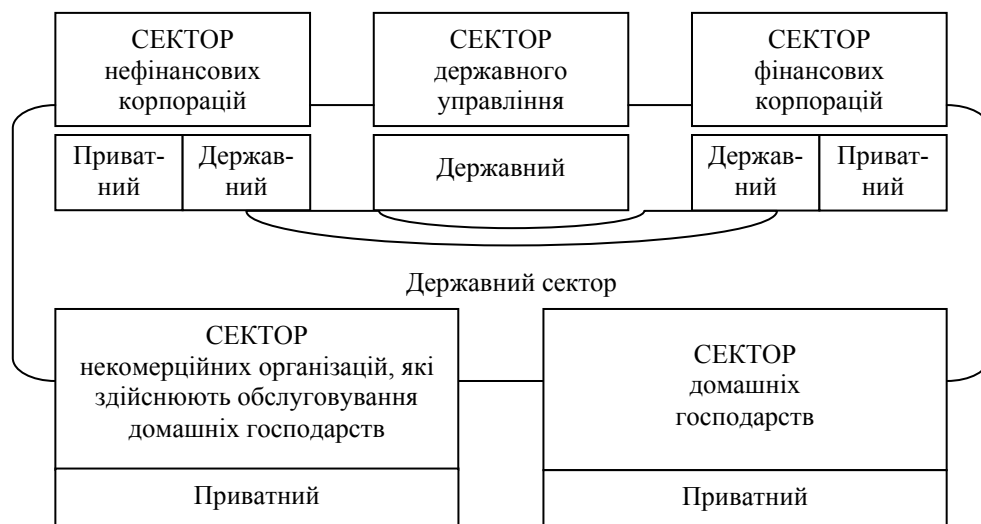 СЕКТОР
нефінансових
корпорацій
СЕКТОР
державного
управління
СЕКТОР
фінансових
корпорацій
Приват-
ний
Держав-
ний
Державний
Держав-
ний
Приват-
ний
Державний сектор
СЕКТОР
некомерційних організацій, які
здійснюють обслуговування
домашніх господарств
СЕКТОР
домашніх
господарств
Приватний
Приватний